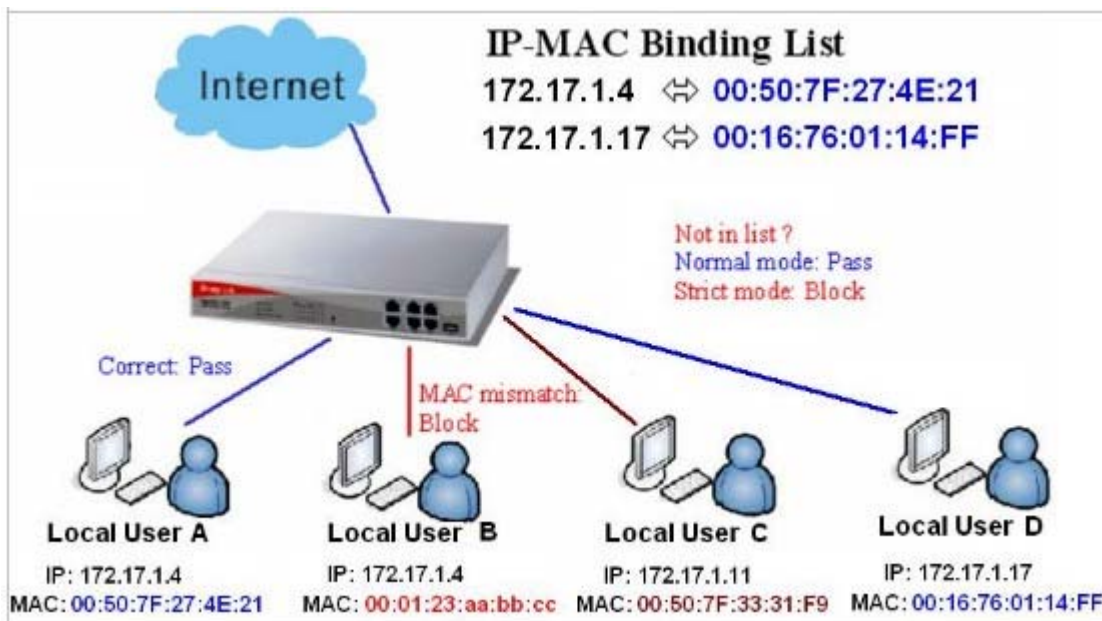 IP-MAC Binding List
Internet
172.17.1.4 ⇔ 00:50:7F:27:4E:21
172.17.1.17 ⇔ 00:16:76:01:14:FF
Not in list ?
Normal mode: Pass
Strict mode: Block
Correct: Pass
MAC mismatch:
Block
Local User A
IP: 172.17.1.4
MAC: 00:50:7F:27:4E:21
Local User B
IP: 172.17.1.4
MAC: 00:01:23:aa:bb:cc
Local User C
IP: 172.17.1.11
MAC: 00:50:7F:33:31:F9
Local User D
IP: 172.17.1.17
MAC: 00:16:76:01:14:FF